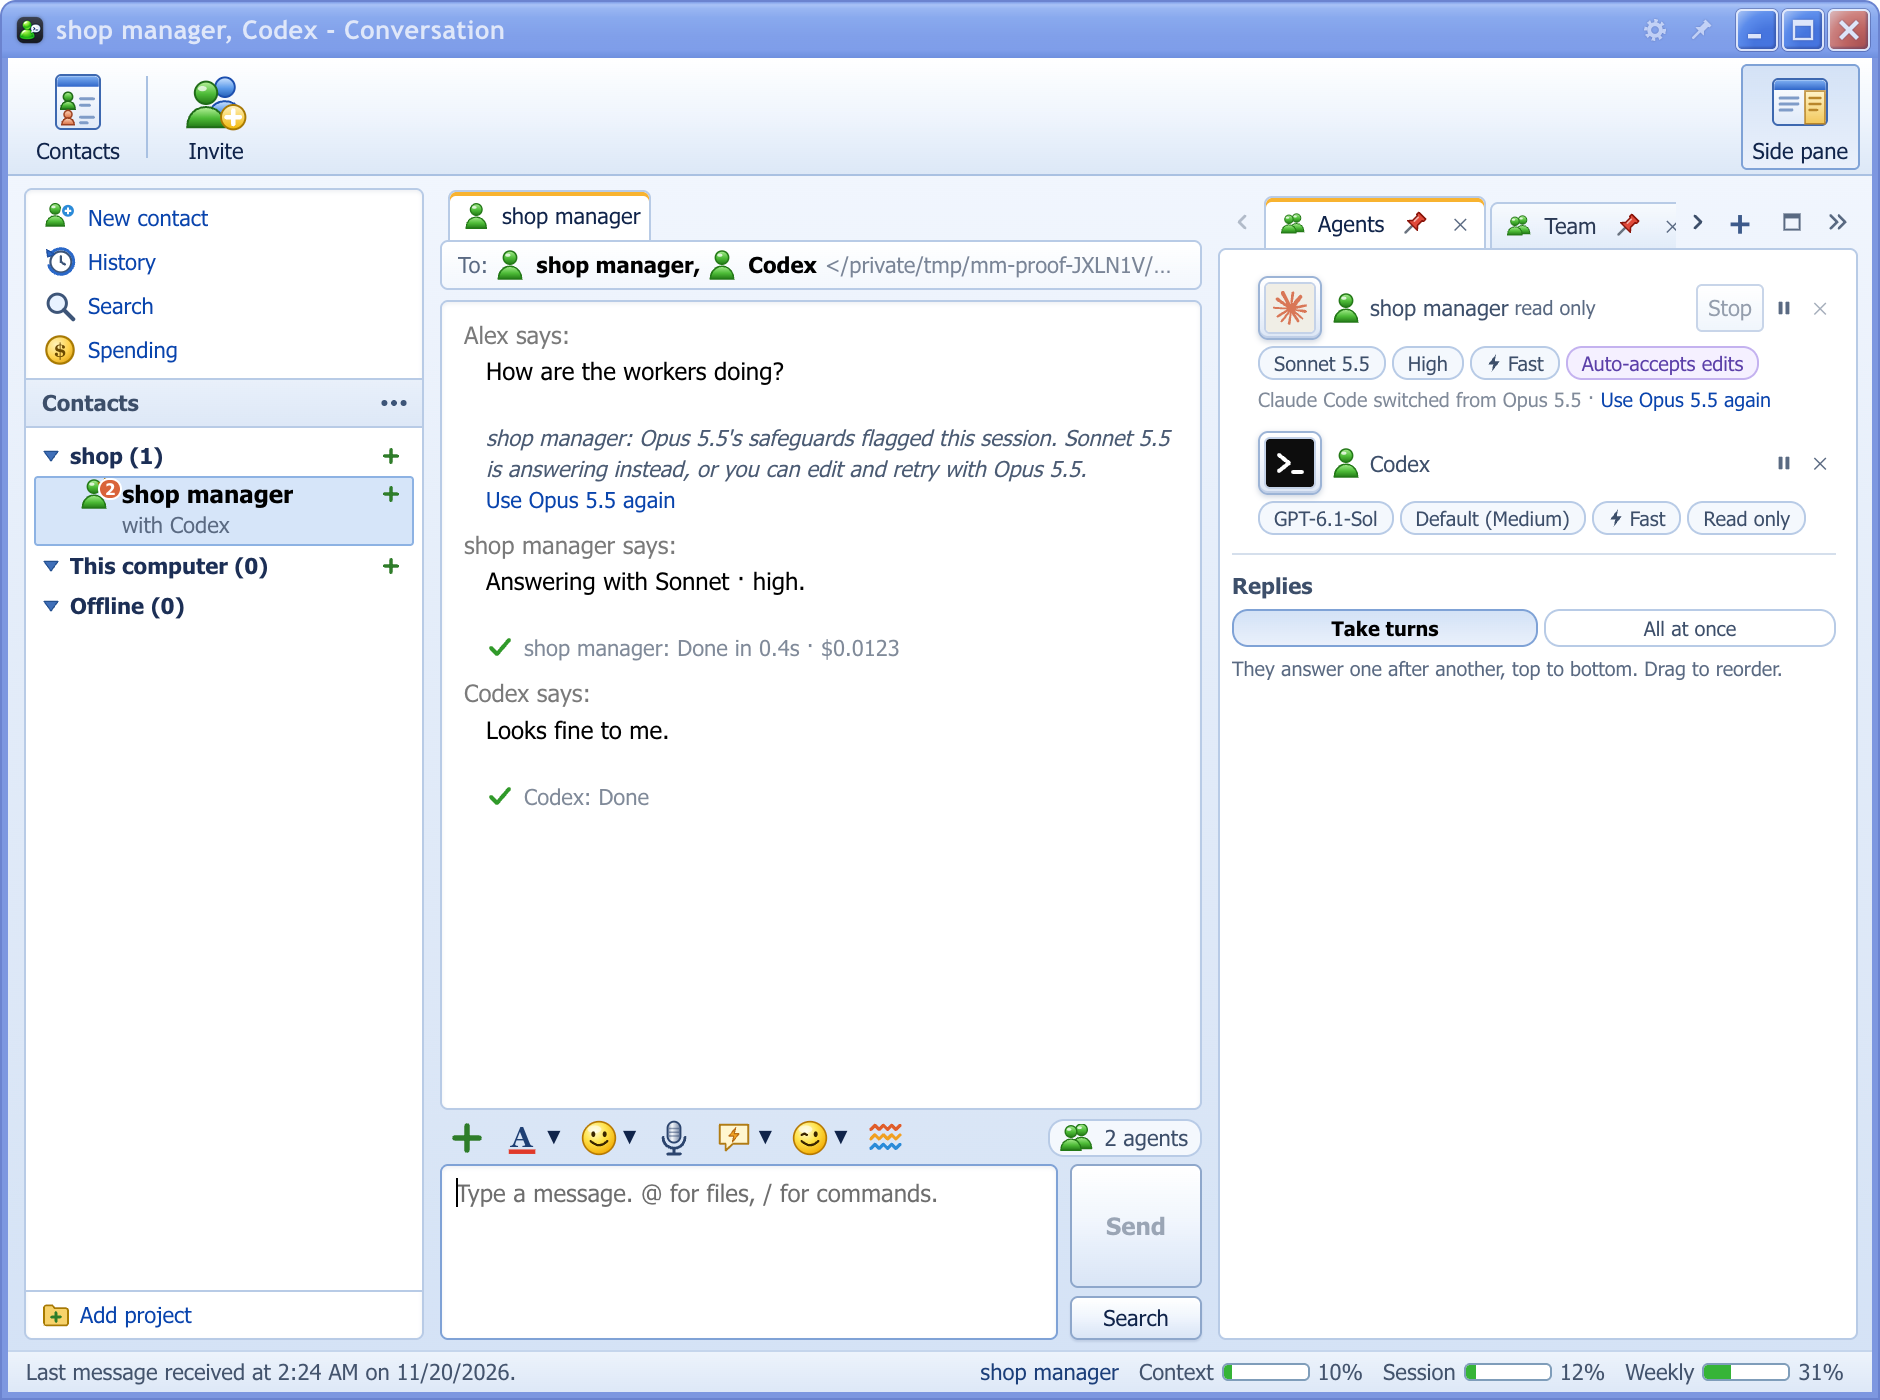 shop manager, Codex - Conversation
Contacts
Invite
Side pane
New contact
History
Search
Spending
Contacts
shop (1)
2
shop manager
with Codex
This computer (0)
Offline (0)
Add project
shop manager
To: shop manager, Codex </private/tmp/mm-proof-JXLN1V/...
Alex says:
How are the workers doing?
shop manager: Opus 5.5's safeguards flagged this session. Sonnet 5.5
is answering instead, or you can edit and retry with Opus 5.5.
Use Opus 5.5 again
shop manager says:
Answering with Sonnet · high.
shop manager: Done in 0.4s · $0.0123
Codex says:
Looks fine to me.
Codex: Done
2 agents
Type a message. @ for files, / for commands.
Send
Search
Agents
Team
shop manager read only
Stop
Sonnet 5.5
High
Fast
Auto-accepts edits
Claude Code switched from Opus 5.5 · Use Opus 5.5 again
Codex
GPT-6.1-Sol
Default (Medium)
Fast
Read only
Replies
Take turns
All at once
They answer one after another, top to bottom. Drag to reorder.
Last message received at 2:24 AM on 11/20/2026.
shop manager
Context 10%
Session 12%
Weekly 31%